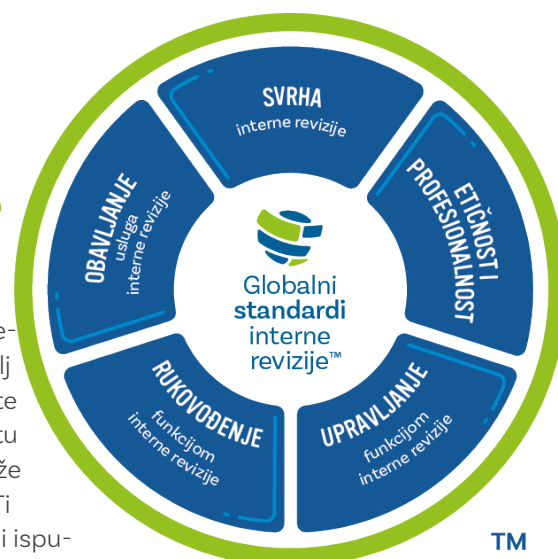 SVRHA
interne revizije
ETIČNOST I
PROFESIONALNOST
UPRAVLJANJE
funkcijom
interne revizije
RUKOVOĐENJE
funkcijom
interne revizije
OBAVLJANJE
usluga
interne revizije
Globalni
standardi
interne
revizije™
e-
lj
te
tu
že
Ti
i ispu-
TM